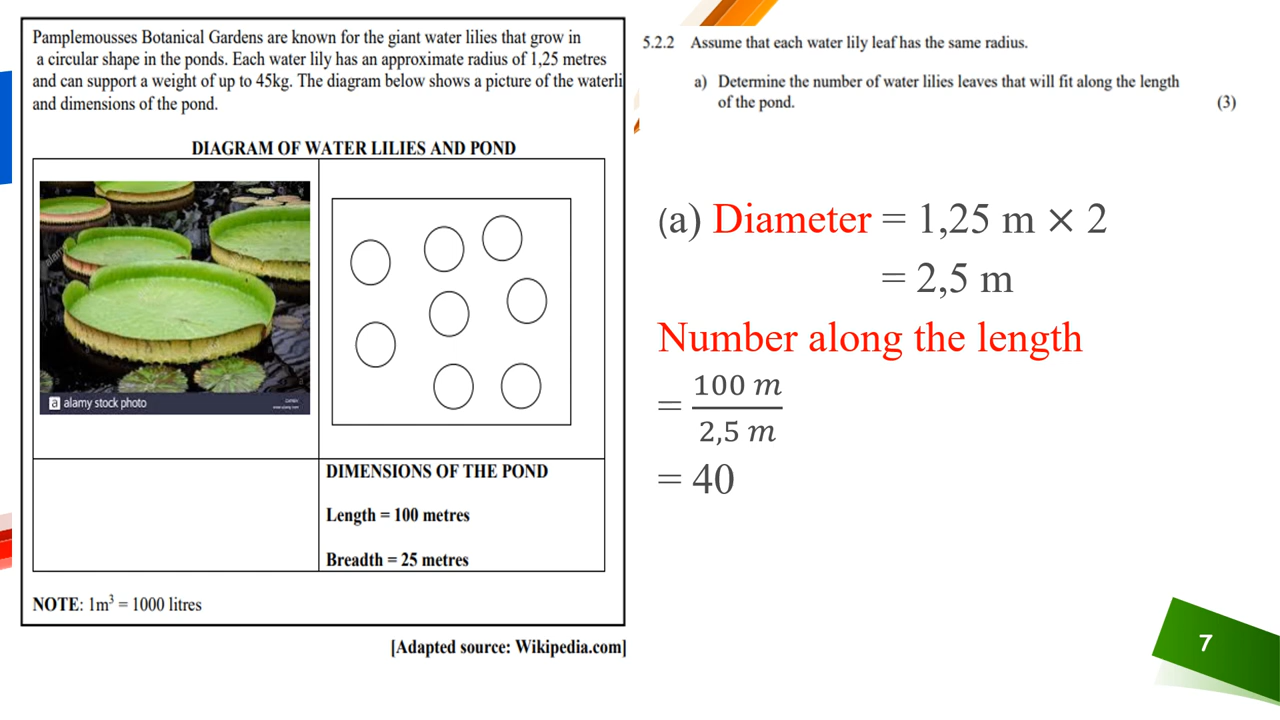 Pamplemousses Botanical Gardens are known for the giant water lilies that grow in
a circular shape in the ponds. Each water lily has an approximate radius of 1,25 metres
and can support a weight of up to 45kg. The diagram below shows a picture of the waterli
and dimensions of the pond.
DIAGRAM OF WATER LILIES AND POND
alamy
a alamy stock photo
DIMENSIONS OF THE POND
Length = 100 metres
Breadth = 25 metres
NOTE: 1m³ = 1000 litres
[Adapted source: Wikipedia.com]
5.2.2 Assume that each water lily leaf has the same radius.
a) Determine the number of water lilies leaves that will fit along the length
of the pond. (3)
(a) Diameter = 1,25 m × 2
= 2,5 m
Number along the length
= 100 m / 2,5 m
= 40
7